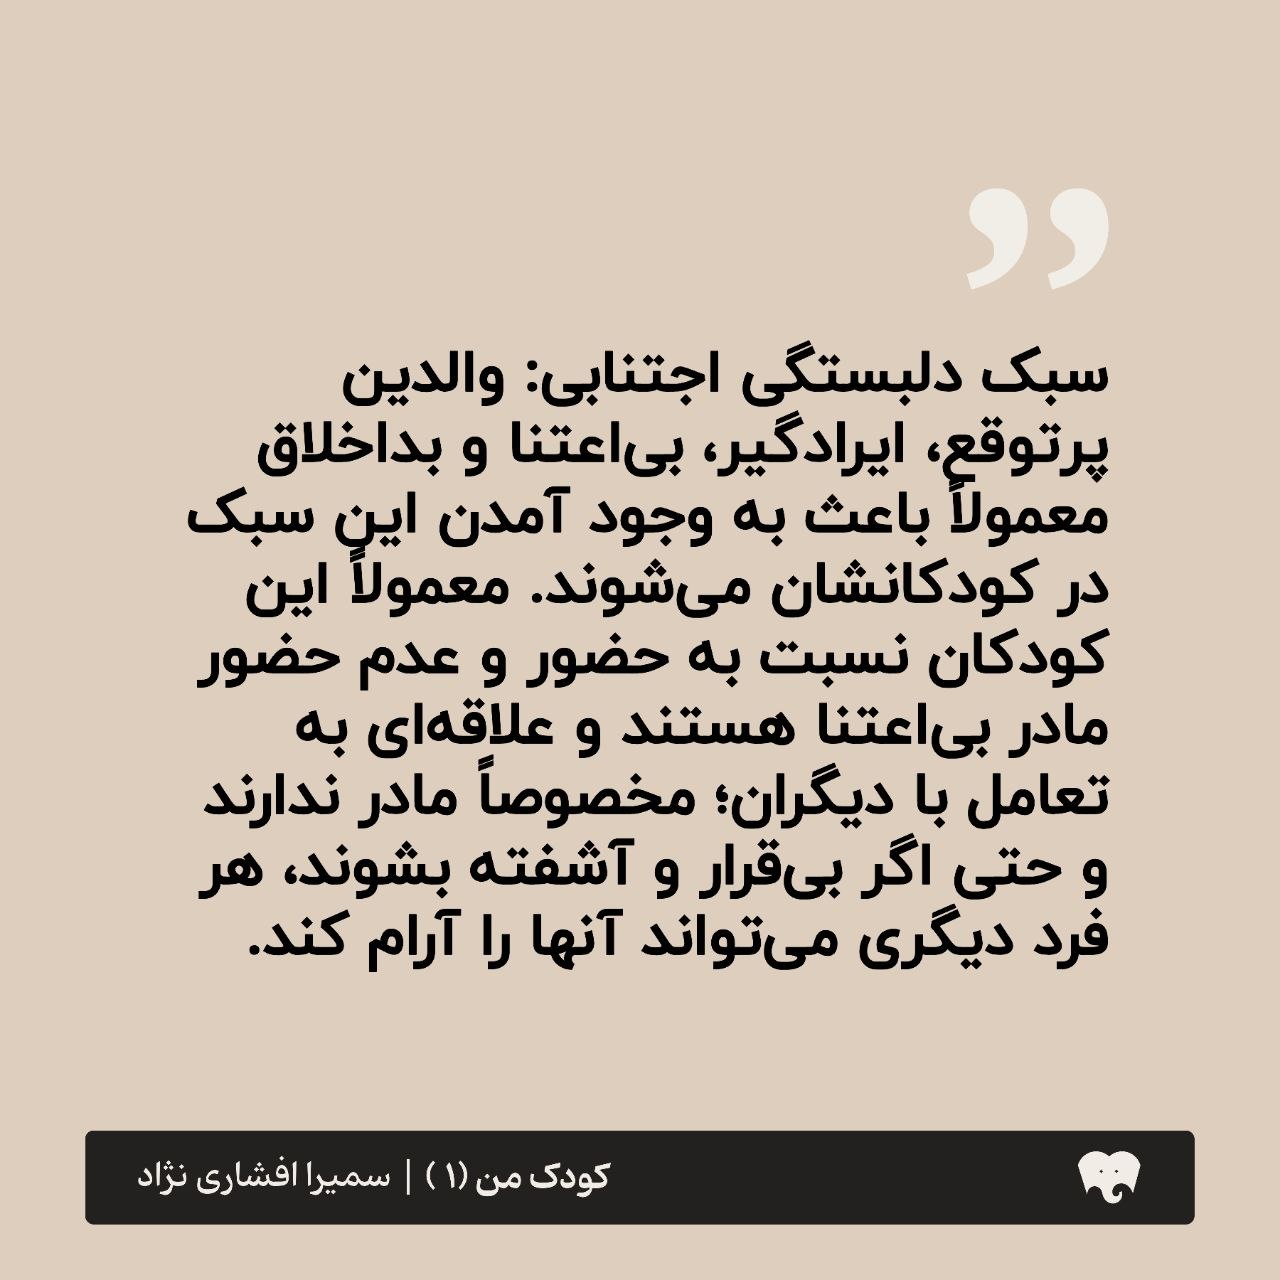 سبک دلبستگی اجتنابی: والدین
پرتوقع، ایرادگیر، بی‌اعتنا و بداخلاق
معمولاً باعث به وجود آمدن این سبک
در کودکانشان می‌شوند. معمولاً این
کودکان نسبت به حضور و عدم حضور
مادر بی‌اعتنا هستند و علاقه‌ای به
تعامل با دیگران؛ مخصوصاً مادر ندارند
و حتی اگر بی‌قرار و آشفته بشوند، هر
فرد دیگری می‌تواند آنها را آرام کند.
کودک من (۱) | سمیرا افشاری نژاد